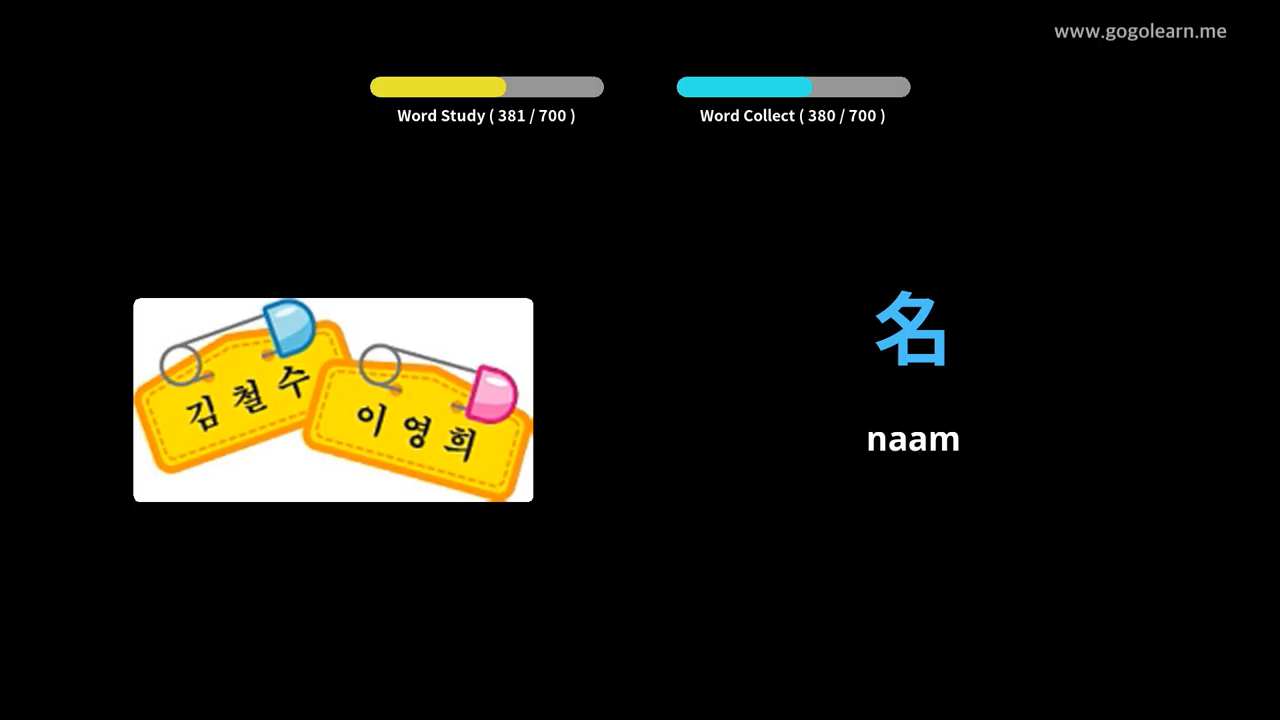 www.gogolearn.me
Word Study ( 381 / 700 )
Word Collect ( 380 / 700 )
김철수
이영희
名
naam